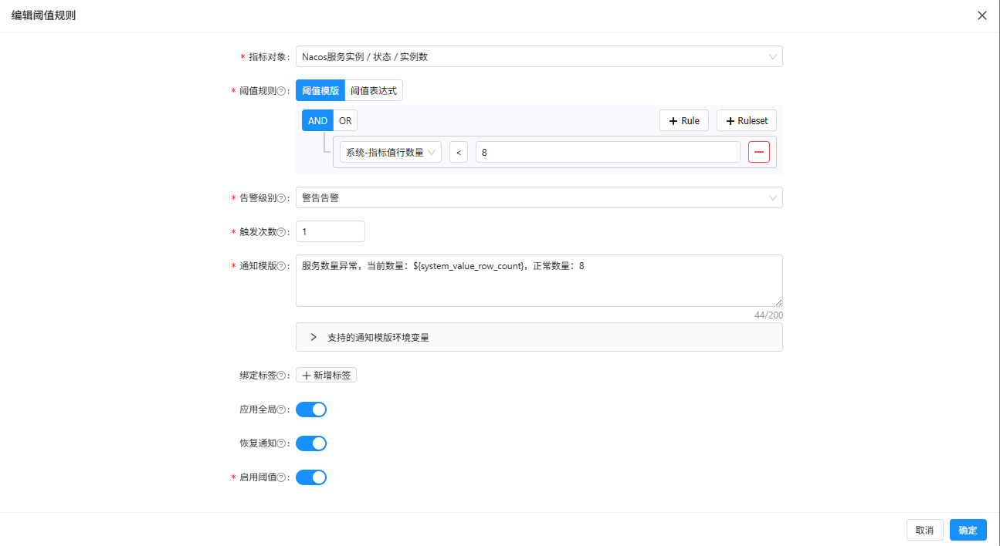 编辑阈值规则
* 指标对象： Nacos服务实例 / 状态 / 实例数
* 阈值规则?： 阈值模版 阈值表达式
AND OR + Rule + Ruleset
系统-指标值行数量 < 8
* 告警级别?： 警告告警
* 触发次数?： 1
* 通知模版?： 服务数量异常，当前数量：${system_value_row_count}，正常数量：8
44/200
支持的通知模版环境变量
绑定标签?： + 新增标签
应用全局?：
恢复通知?：
* 启用阈值?：
取消 确定